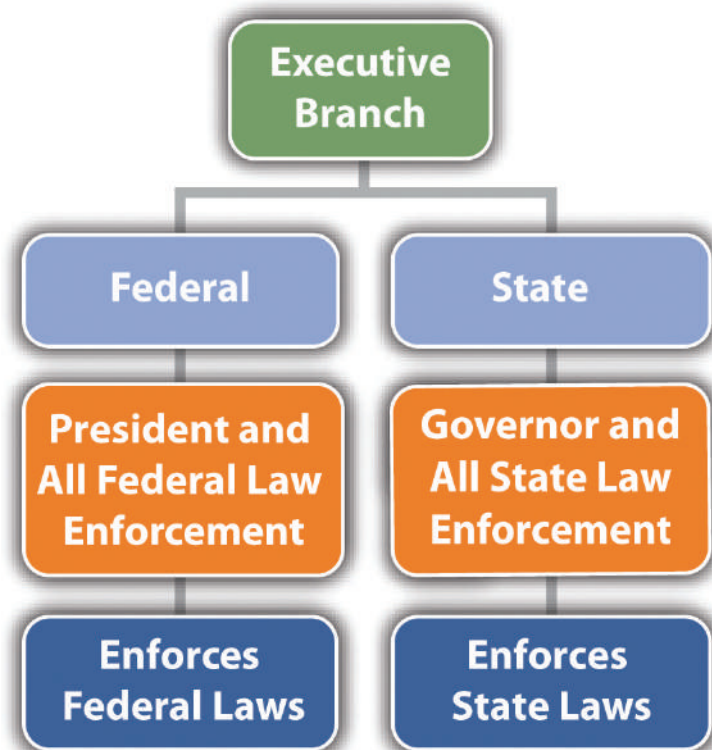 Executive
Branch
Federal
State
President and
All Federal Law
Enforcement
Governor and
All State Law
Enforcement
Enforces
Federal Laws
Enforces
State Laws